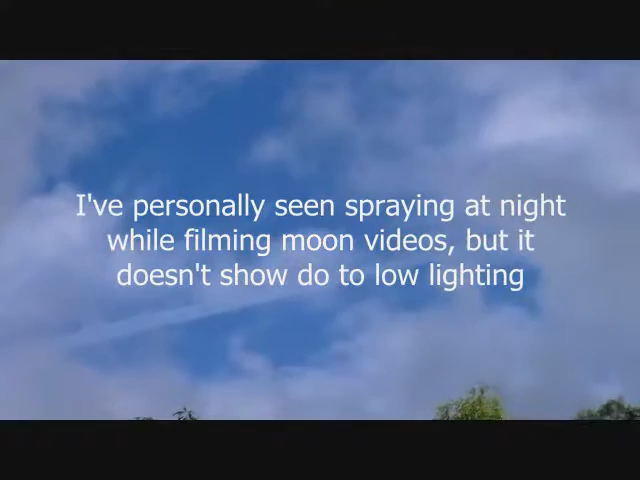 I've personally seen spraying at night
while filming moon videos, but it
doesn't show do to low lighting